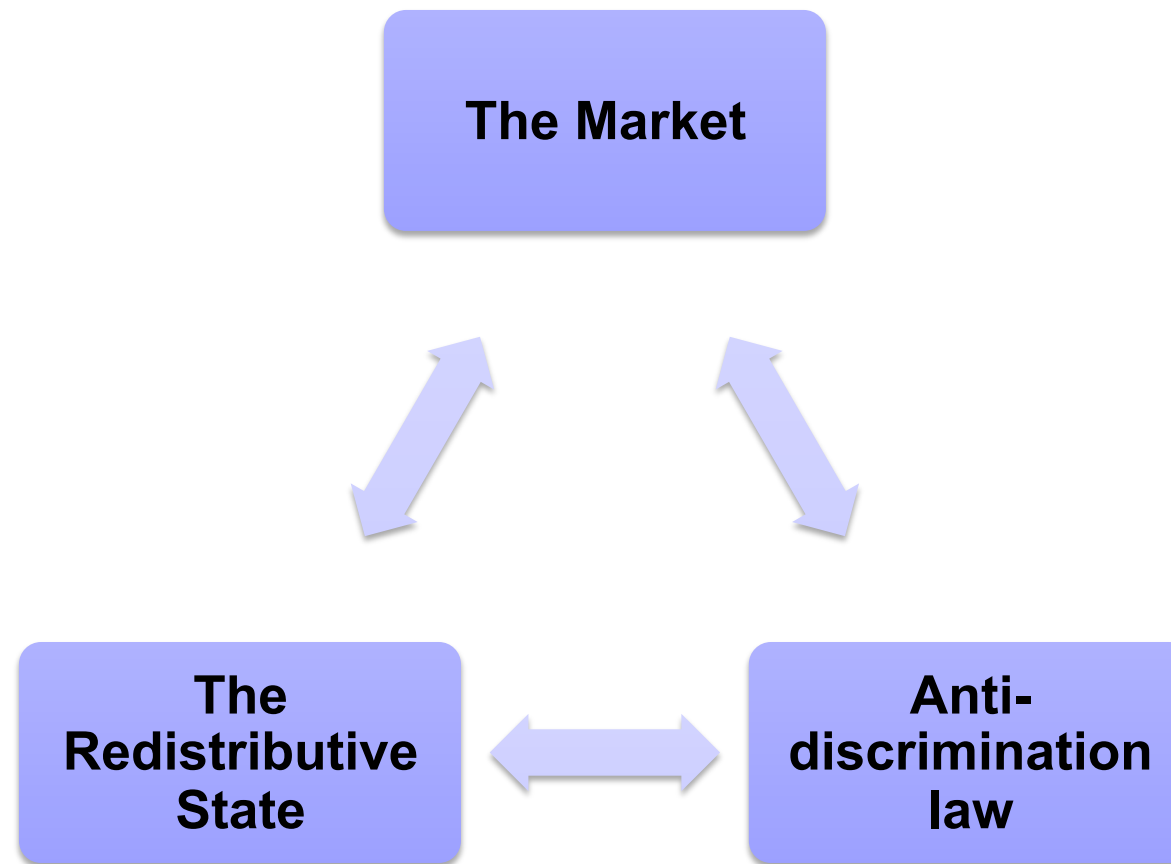 The Market
The
Redistributive
State
Anti-
discrimination
law